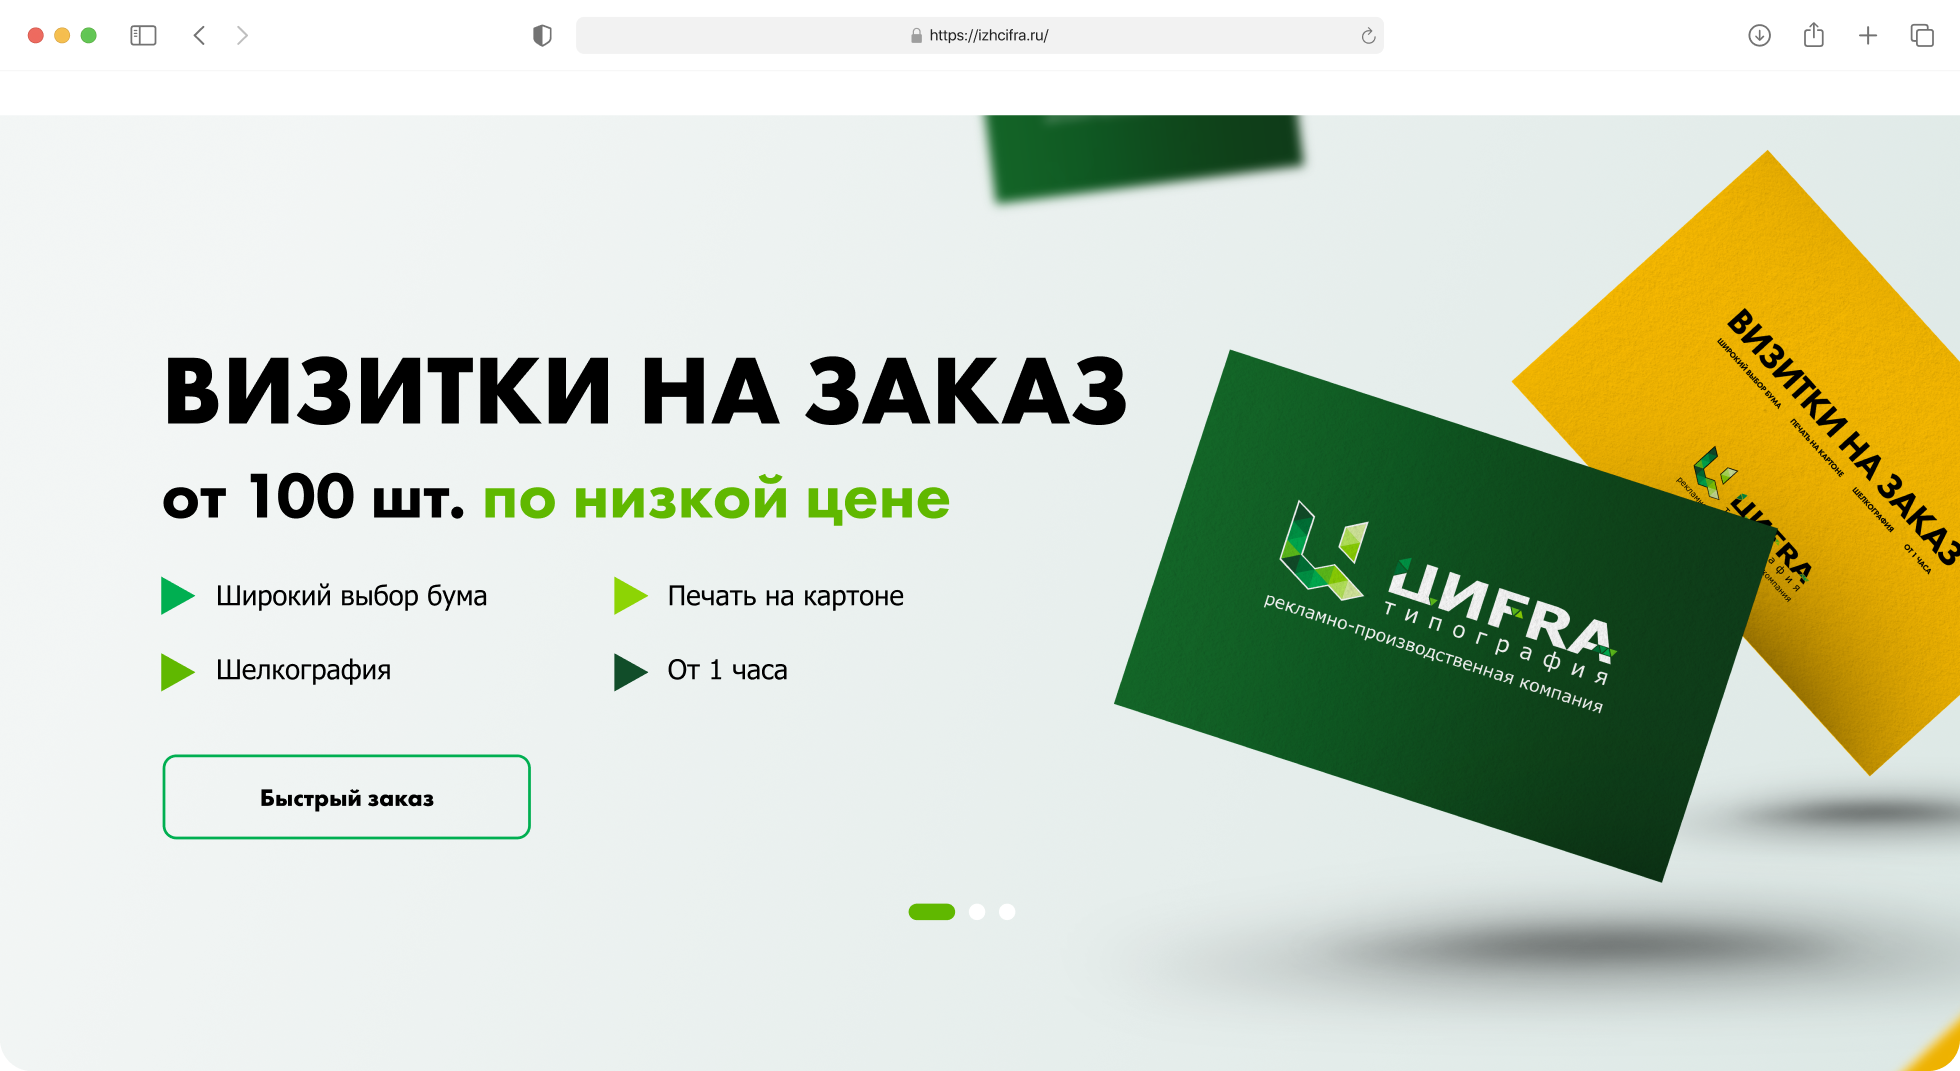 https://izhcifra.ru/
ВИЗИТКИ НА ЗАКАЗ
от 100 шт. по низкой цене
Широкий выбор бума
Печать на картоне
Шелкография
От 1 часа
Быстрый заказ
ЦИFRA
типография
рекламно-производственная компания
ВИЗИТКИ НА ЗАКАЗ
ШИРОКИЙ ВЫБОР БУМА
ПЕЧАТЬ НА КАРТОНЕ
ШЕЛКОГРАФИЯ
ОТ 1 ЧАСА
ЦИFRA